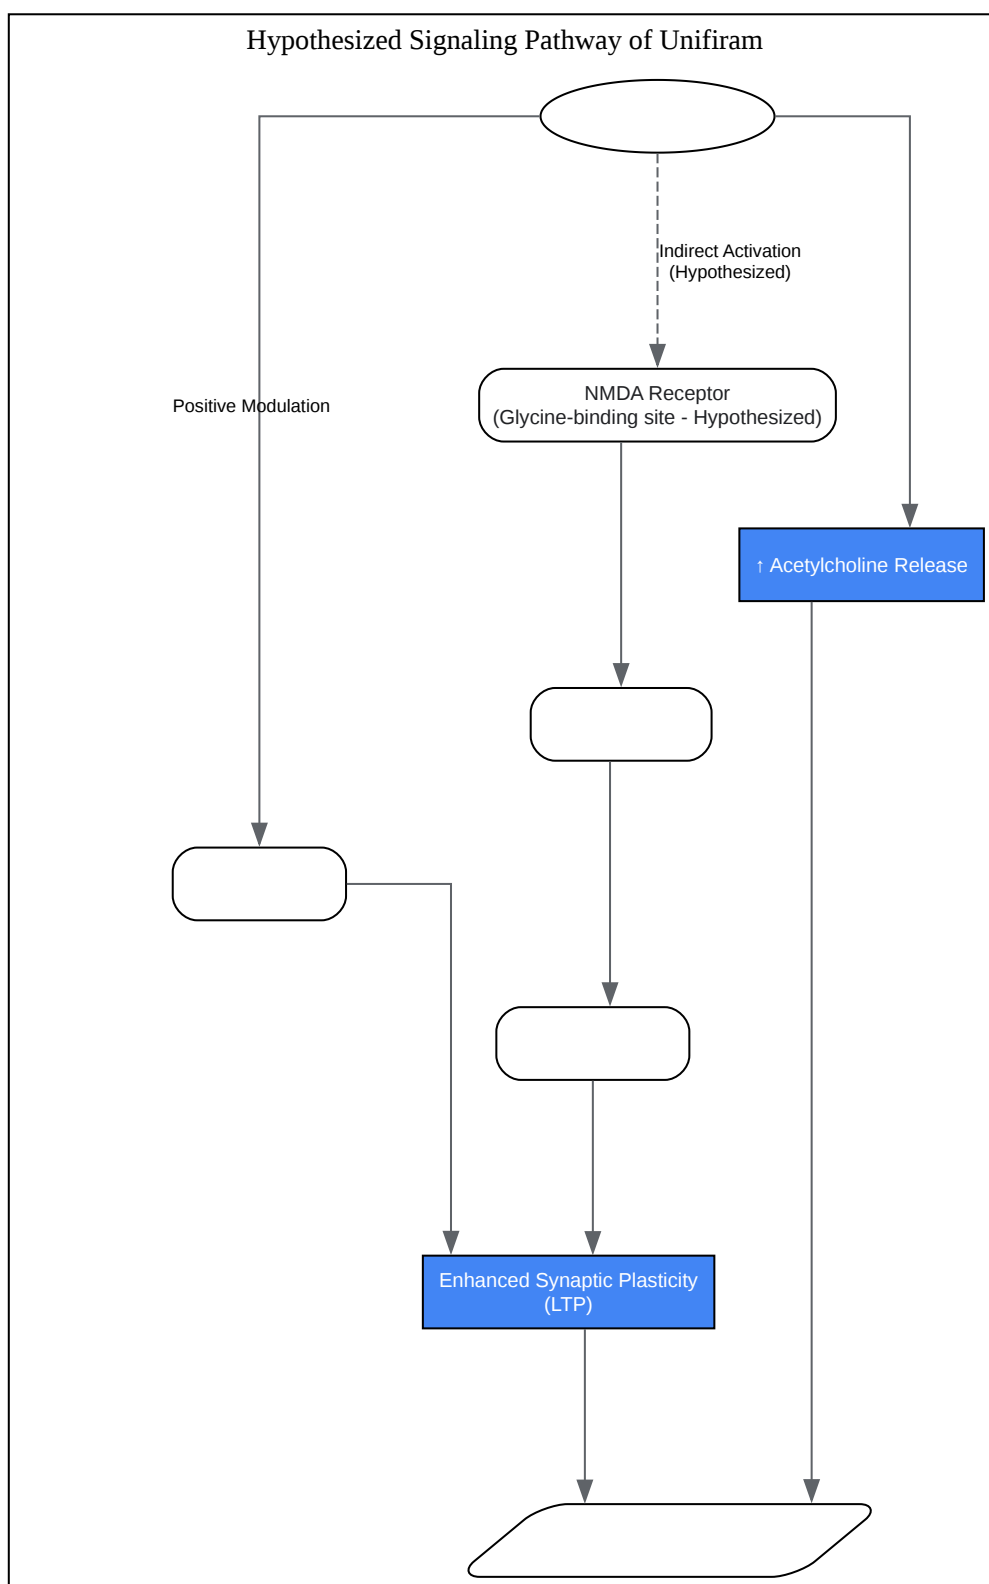 Hypothesized Signaling Pathway of Unifiram
Indirect Activation
(Hypothesized)
NMDA Receptor
(Glycine-binding site - Hypothesized)
Positive Modulation
↑ Acetylcholine Release
Enhanced Synaptic Plasticity
(LTP)